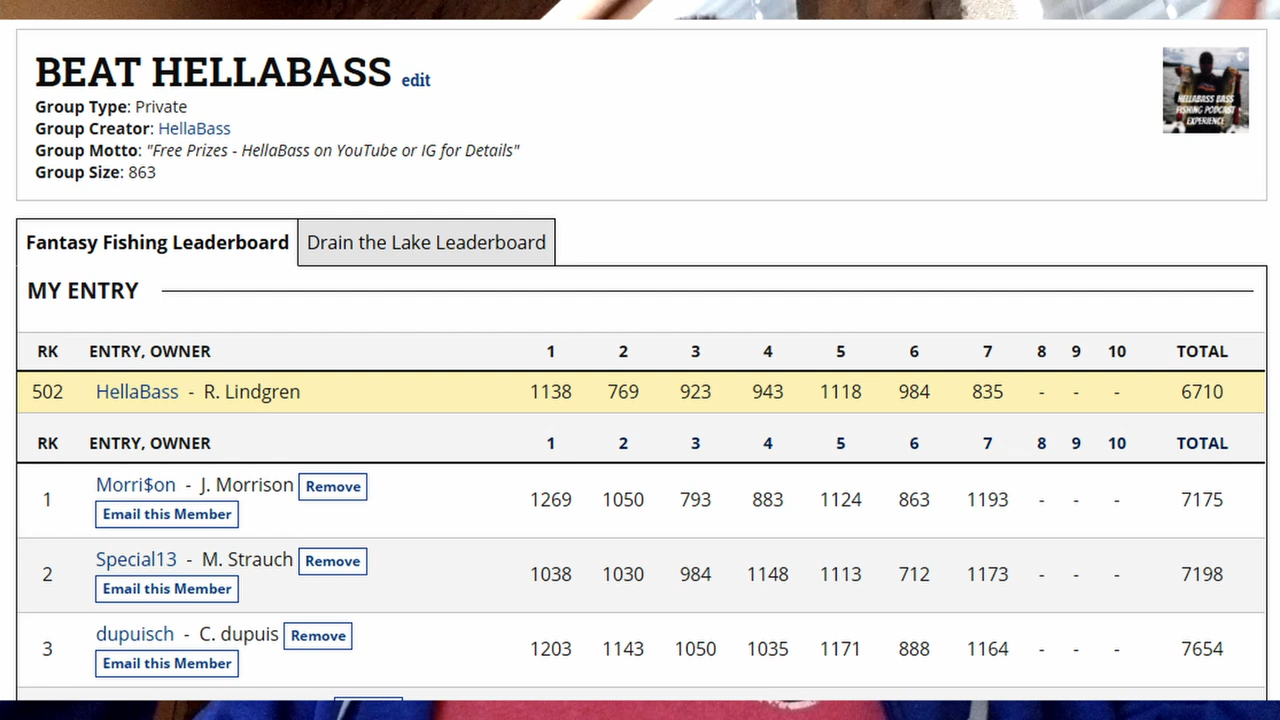 BEAT HELLABASS edit
Group Type: Private
Group Creator: HellaBass
Group Motto: "Free Prizes - HellaBass on YouTube or IG for Details"
Group Size: 863
HELLABASS BASS
FISHING PODCAST
EXPERIENCE
Fantasy Fishing Leaderboard Drain the Lake Leaderboard
MY ENTRY
RK ENTRY, OWNER 1 2 3 4 5 6 7 8 9 10 TOTAL
502 HellaBass - R. Lindgren 1138 769 923 943 1118 984 835 - - - 6710
RK ENTRY, OWNER 1 2 3 4 5 6 7 8 9 10 TOTAL
1 Morri$on - J. Morrison Remove 1269 1050 793 883 1124 863 1193 - - - 7175
Email this Member
2 Special13 - M. Strauch Remove 1038 1030 984 1148 1113 712 1173 - - - 7198
Email this Member
3 dupuisch - C. dupuis Remove 1203 1143 1050 1035 1171 888 1164 - - - 7654
Email this Member